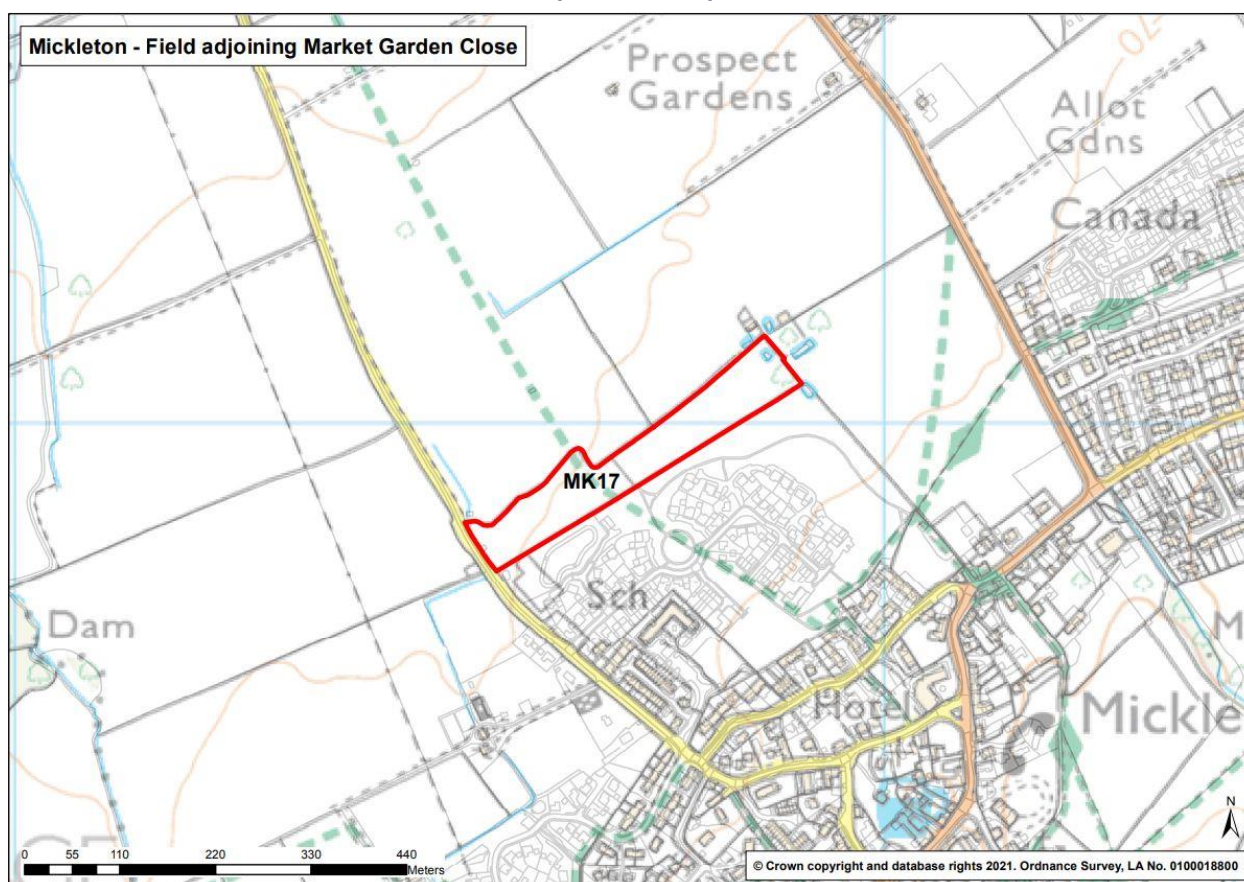 Mickleton - Field adjoining Market Garden Close
Prospect
Gardens
70
Allot
Gdns
Canada
MK17
Sch
Dam
Hotel
Mickle
0 55 110 220 330 440
Meters
N
© Crown copyright and database rights 2021. Ordnance Survey, LA No. 0100018800